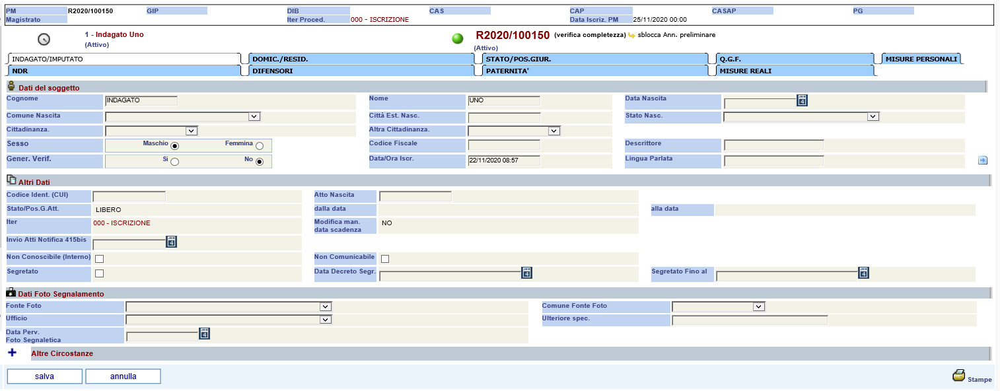 PM R2020/100150 GIP DIB CAS CAP CASAP PG
Magistrato Iter Proced. 000 - ISCRIZIONE Data Iscriz. PM 25/11/2020 00:00
1 - Indagato Uno R2020/100150 (verifica completezza) sblocca Ann. preliminare
(Attivo) (Attivo)
INDAGATO/IMPUTATO DOMIC./RESID. STATO/POS.GIUR. Q.G.F. MISURE PERSONALI
NDR DIFENSORI PATERNITA' MISURE REALI
Dati del soggetto
Cognome INDAGATO Nome UNO Data Nascita
Comune Nascita Città Est. Nasc. Stato Nasc.
Cittadinanza. Altra Cittadinanza.
Sesso Maschio Femmina Codice Fiscale Descrittore
Gener. Verif. Si No Data/Ora Iscr. 22/11/2020 08:57 Lingua Parlata
Altri Dati
Codice Ident. (CUI) Atto Nascita
Stato/Pos.G.Att. LIBERO dalla data alla data
Iter 000 - ISCRIZIONE Modifica man. NO
data scadenza
Invio Atti Notifica 415bis
Non Conoscibile (Interno) Non Comunicabile
Segretato Data Decreto Segr. Segretato Fino al
Dati Foto Segnalamento
Fonte Foto Comune Fonte Foto
Ufficio Ulteriore spec.
Data Perv.
Foto Segnaletica
Altre Circostanze
salva annulla Stampe